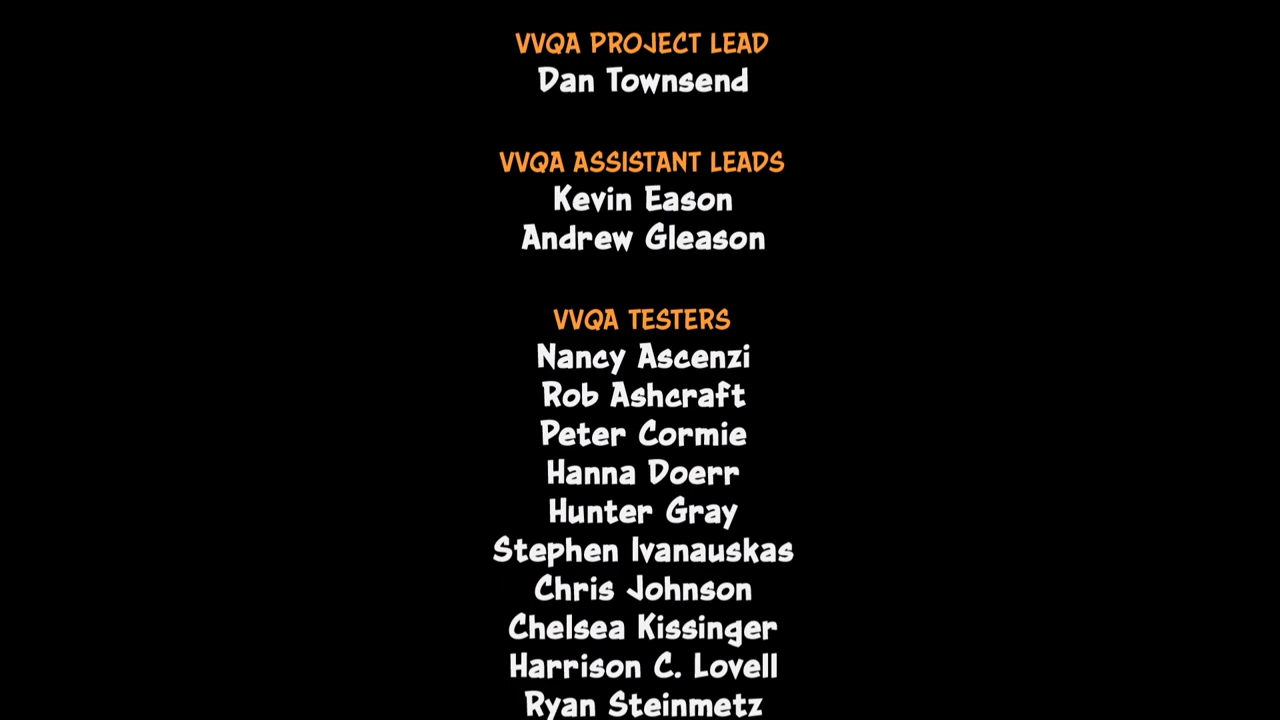 VVQA PROJECT LEAD
Dan Townsend
VVQA ASSISTANT LEADS
Kevin Eason
Andrew Gleason
VVQA TESTERS
Nancy Ascenzi
Rob Ashcraft
Peter Cormie
Hanna Doerr
Hunter Gray
Stephen Ivanauskas
Chris Johnson
Chelsea Kissinger
Harrison C. Lovell
Ryan Steinmetz